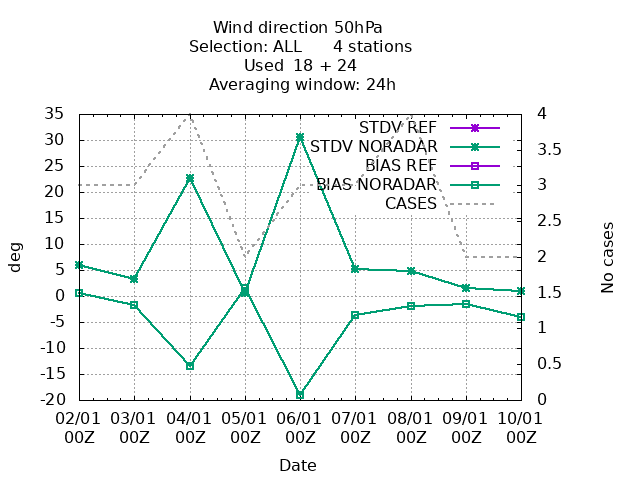 Wind direction 50hPa
Selection: ALL 4 stations
Used 18 + 24
Averaging window: 24h
STDV REF
STDV NORADAR
BIAS REF
BIAS NORADAR
CASES
35
30
25
20
15
10
5
0
-5
-10
-15
-20
deg
4
3.5
3
2.5
2
1.5
1
0.5
0
No cases
02/01 03/01 04/01 05/01 06/01 07/01 08/01 09/01 10/01
00Z 00Z 00Z 00Z 00Z 00Z 00Z 00Z 00Z
Date